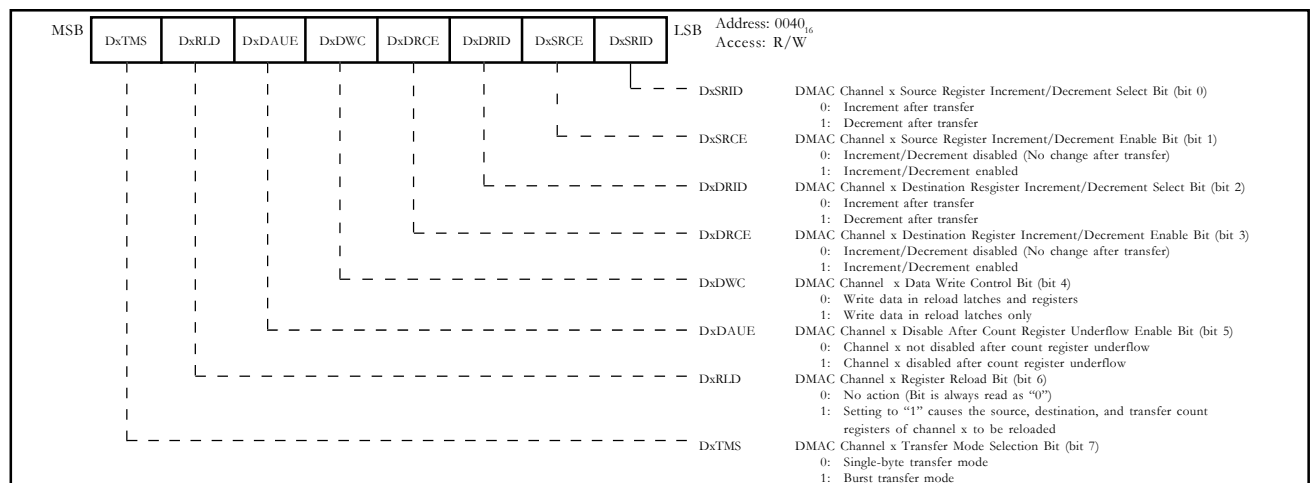 MSB DxTMS DxRLD DxDAUE DxDWC DxDRCE DxDRID DxSRCE DxSRID LSB Address: 0040₁₆
Access: R/W
DxSRID DMAC Channel x Source Register Increment/Decrement Select Bit (bit 0)
0: Increment after transfer
1: Decrement after transfer
DxSRCE DMAC Channel x Source Register Increment/Decrement Enable Bit (bit 1)
0: Increment/Decrement disabled (No change after transfer)
1: Increment/Decrement enabled
DxDRID DMAC Channel x Destination Resgister Increment/Decrement Select Bit (bit 2)
0: Increment after transfer
1: Decrement after transfer
DxDRCE DMAC Channel x Destination Register Increment/Decrement Enable Bit (bit 3)
0: Increment/Decrement disabled (No change after transfer)
1: Increment/Decrement enabled
DxDWC DMAC Channel x Data Write Control Bit (bit 4)
0: Write data in reload latches and registers
1: Write data in reload latches only
DxDAUE DMAC Channel x Disable After Count Register Underflow Enable Bit (bit 5)
0: Channel x not disabled after count register underflow
1: Channel x disabled after count register underflow
DxRLD DMAC Channel x Register Reload Bit (bit 6)
0: No action (Bit is always read as “0”)
1: Setting to “1” causes the source, destination, and transfer count
registers of channel x to be reloaded
DxTMS DMAC Channel x Transfer Mode Selection Bit (bit 7)
0: Single-byte transfer mode
1: Burst transfer mode